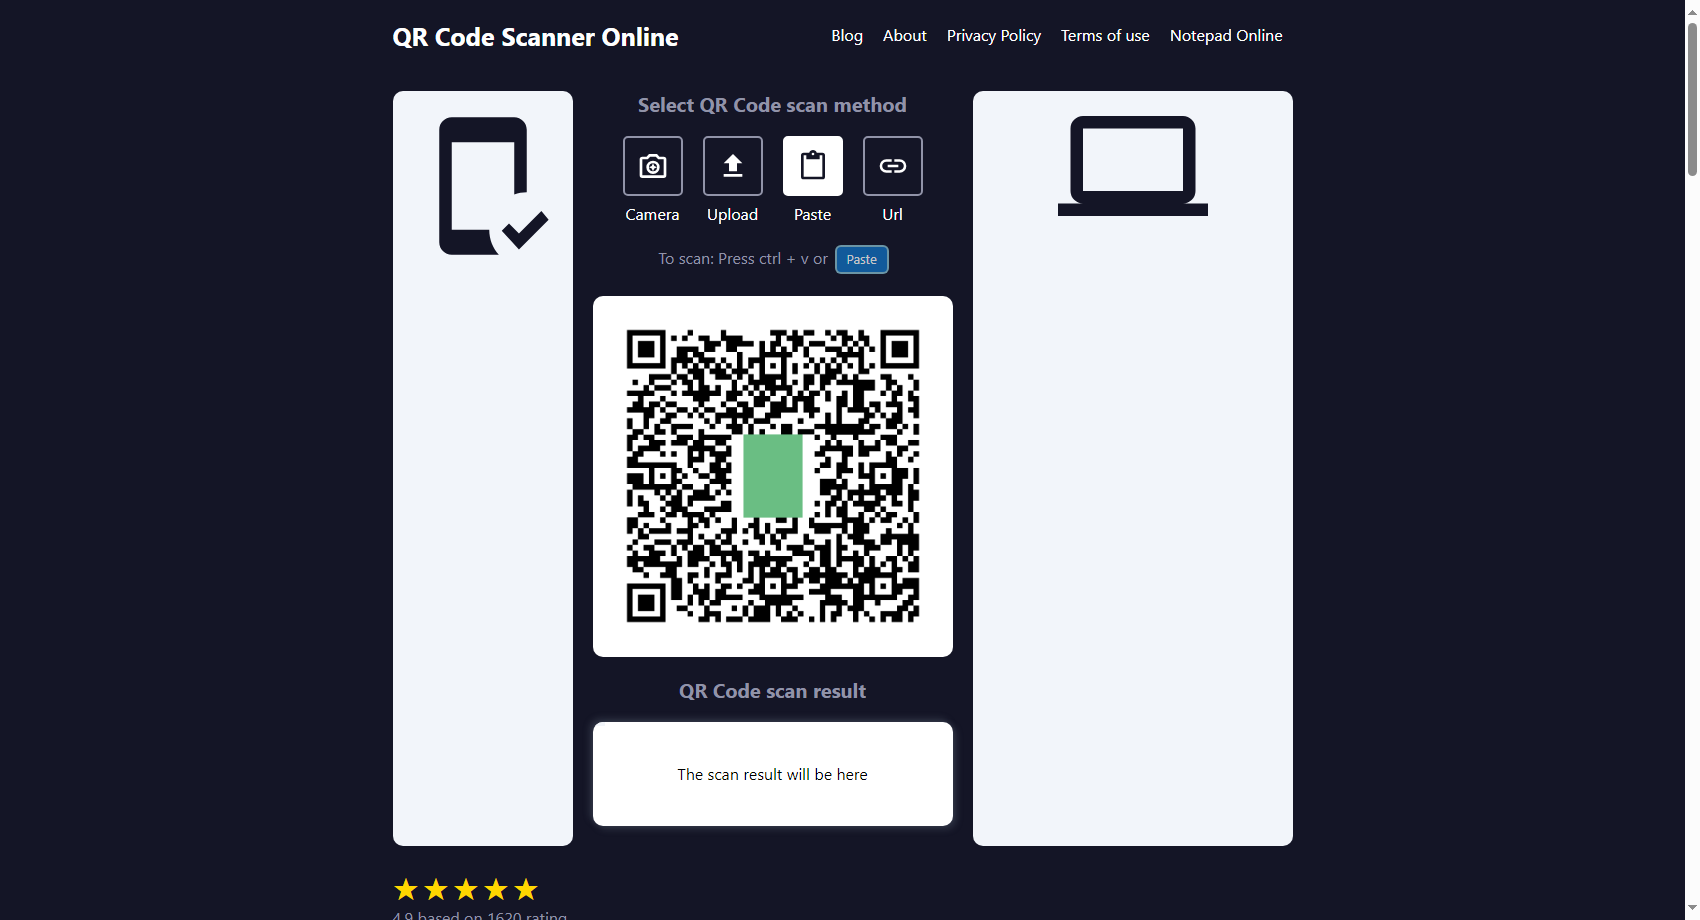 QR Code Scanner Online
Blog About Privacy Policy Terms of use Notepad Online
Select QR Code scan method
Camera Upload Paste Url
To scan: Press ctrl + v or Paste
QR Code scan result
The scan result will be here
4.9 based on 1620 rating